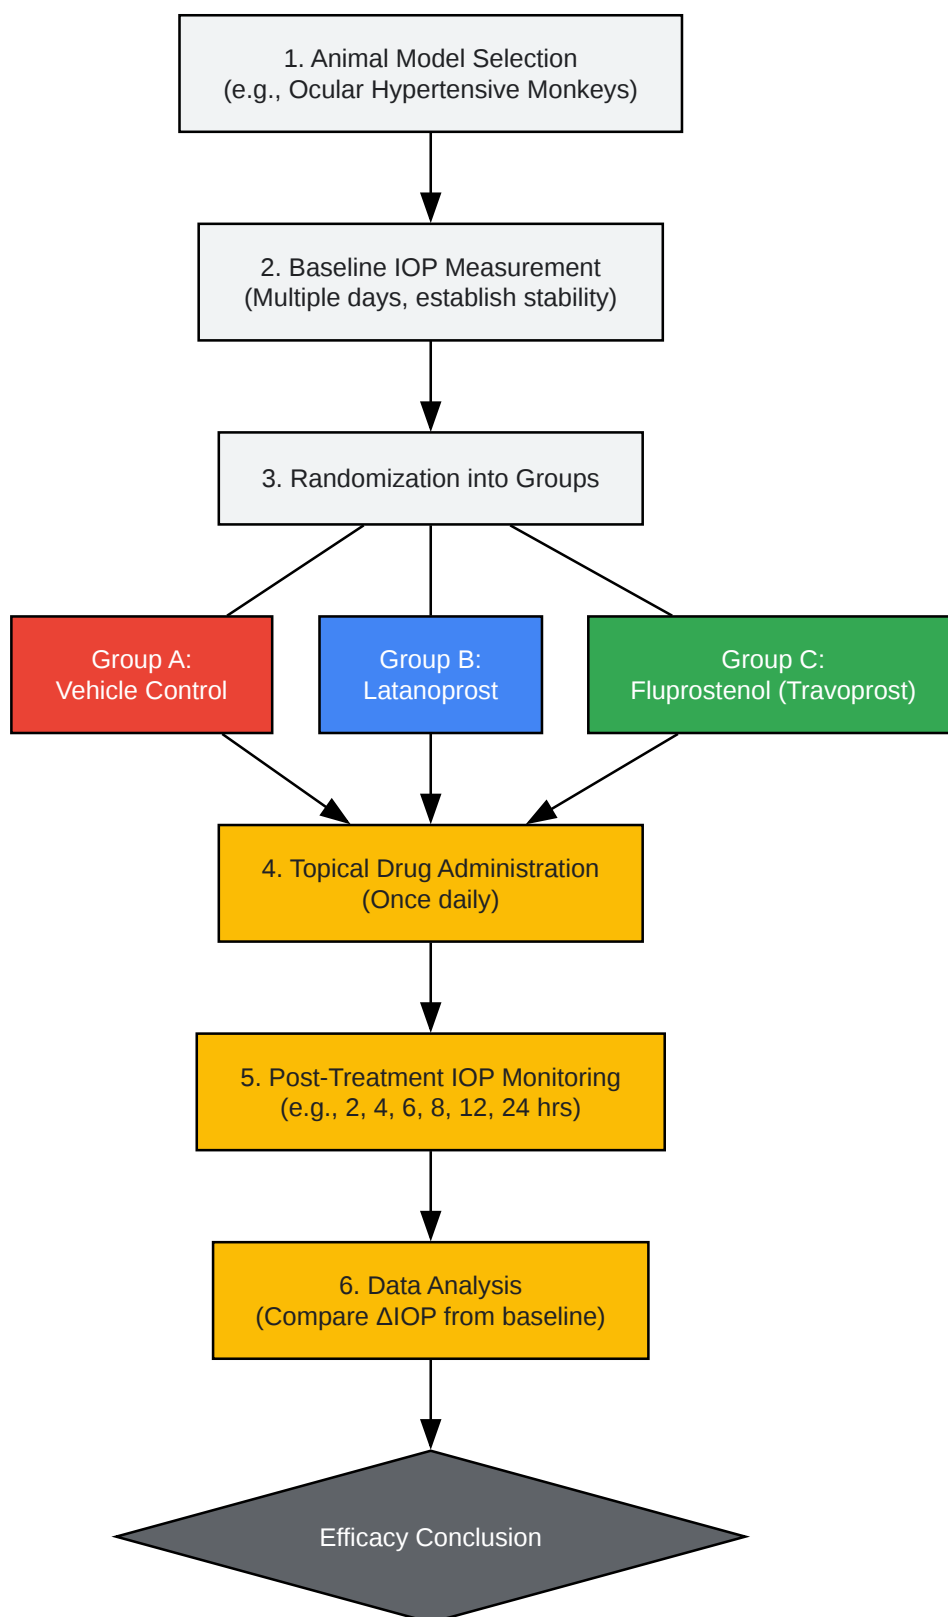 1. Animal Model Selection
(e.g., Ocular Hypertensive Monkeys)
2. Baseline IOP Measurement
(Multiple days, establish stability)
3. Randomization into Groups
Group A:
Vehicle Control
Group B:
Latanoprost
Group C:
Fluprostenol (Travoprost)
4. Topical Drug Administration
(Once daily)
5. Post-Treatment IOP Monitoring
(e.g., 2, 4, 6, 8, 12, 24 hrs)
6. Data Analysis
(Compare ΔIOP from baseline)
Efficacy Conclusion